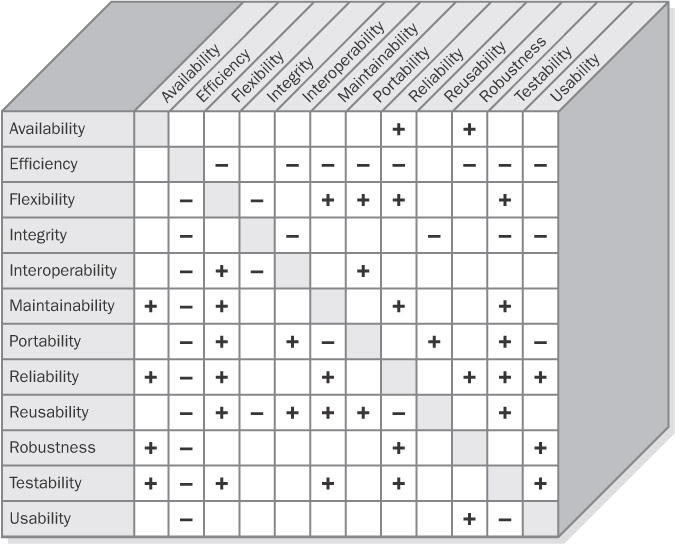 Availability
Efficiency
Flexibility
Integrity
Interoperability
Maintainability
Portability
Reliability
Reusability
Robustness
Testability
Usability
Availability + +
Efficiency – – – – – – – –
Flexibility – – + + + +
Integrity – – – – –
Interoperability – + – +
Maintainability + – + + +
Portability – + + – + + –
Reliability + – + + + + +
Reusability – + – + + + – +
Robustness + – + +
Testability + – + + + +
Usability – + –